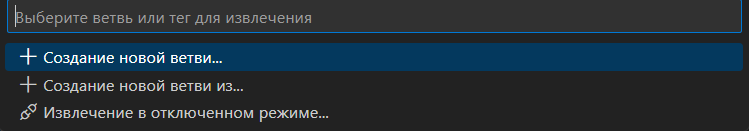 Выберите ветвь или тег для извлечения
Создание новой ветви...
Создание новой ветви из...
Извлечение в отключенном режиме...